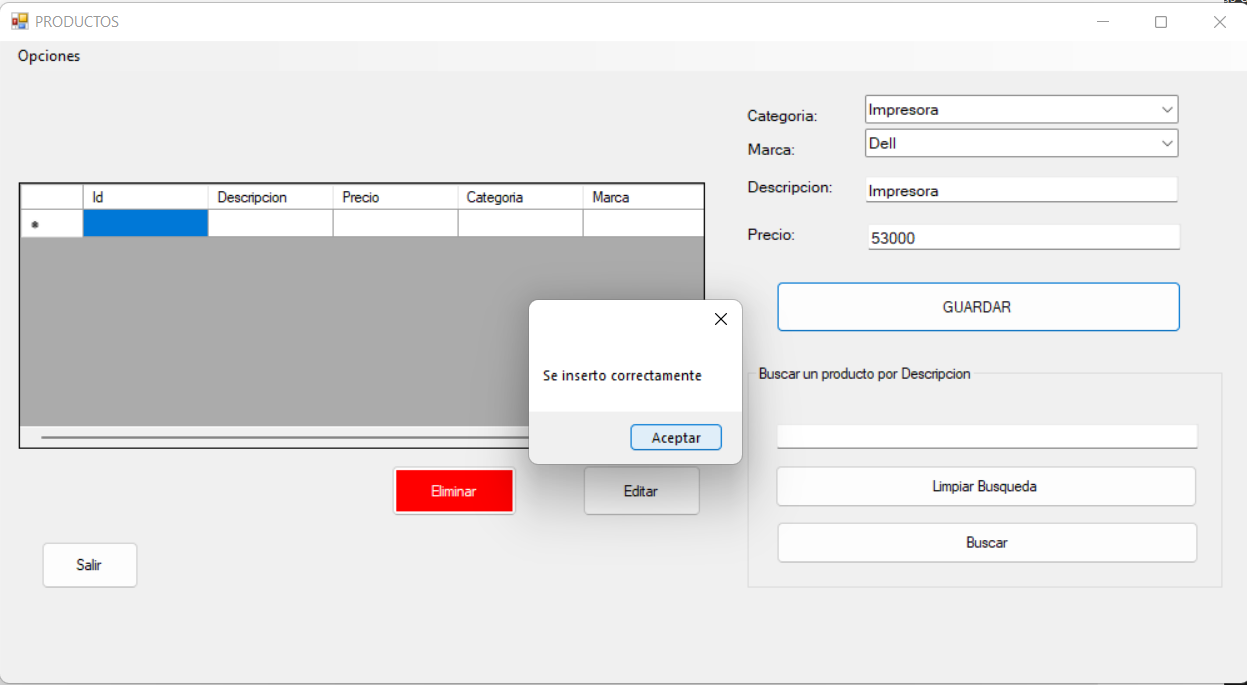 PRODUCTOS
Opciones
Categoria:
Impresora
Marca:
Dell
Descripcion:
Impresora
Precio:
53000
GUARDAR
Id
Descripcion
Precio
Categoria
Marca
Se inserto correctamente
Aceptar
Eliminar
Editar
Salir
Buscar un producto por Descripcion
Limpiar Busqueda
Buscar